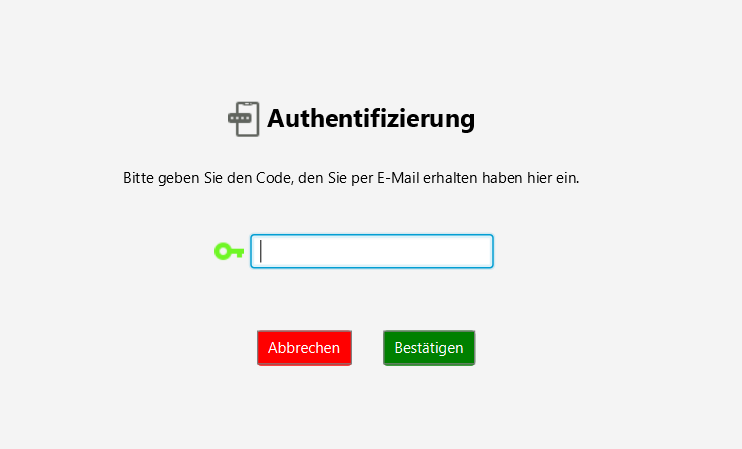 Authentifizierung
Bitte geben Sie den Code, den Sie per E-Mail erhalten haben hier ein.
Abbrechen
Bestätigen